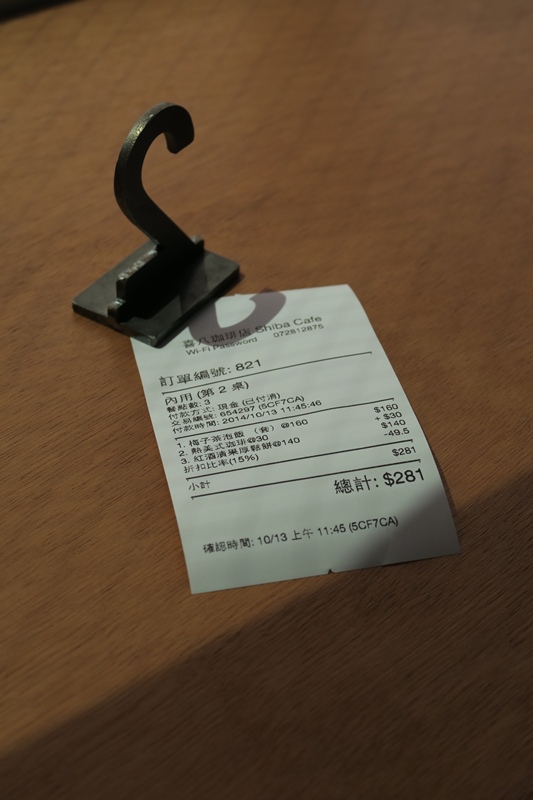 喜八咖啡店 Shiba Cafe
Wi-Fi Password 072812875
訂單編號: 821
內用 (第 2 桌)
餐點數: 3
付款方式: 現金 (已付清)
交易編號: 654297 (5CF7CA)
付款時間: 2014/10/13 11:45:46
1. 梅子茶泡飯 (套) @160 $160
2. 熱美式咖啡@30 + $30
3. 紅酒漬果厚鬆餅@140 $140
折扣比率(15%) -49.5
小計 $281
總計: $281
確認時間: 10/13 上午 11:45 (5CF7CA)